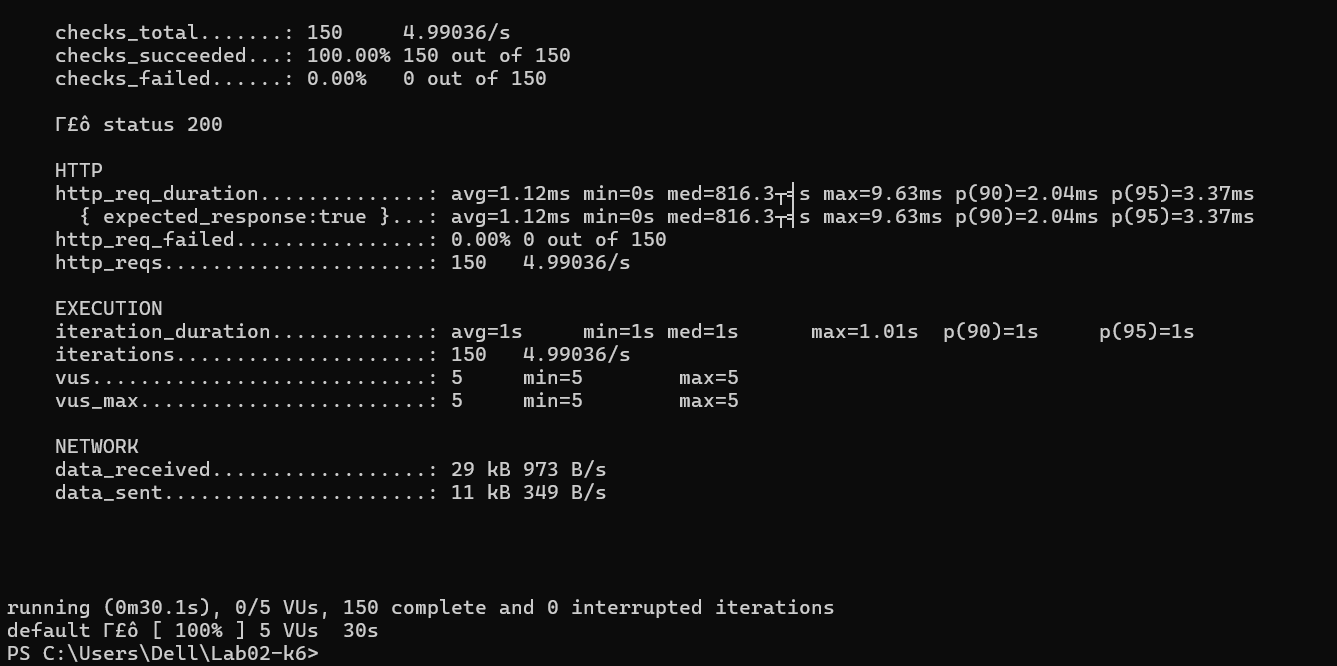 checks_total.......: 150     4.99036/s
checks_succeeded...: 100.00% 150 out of 150
checks_failed......: 0.00%   0 out of 150
Γ£ô status 200
HTTP
http_req_duration..............: avg=1.12ms min=0s med=816.3┬╡s max=9.63ms p(90)=2.04ms p(95)=3.37ms
{ expected_response:true }...: avg=1.12ms min=0s med=816.3┬╡s max=9.63ms p(90)=2.04ms p(95)=3.37ms
http_req_failed................: 0.00% 0 out of 150
http_reqs......................: 150   4.99036/s
EXECUTION
iteration_duration.............: avg=1s     min=1s med=1s      max=1.01s  p(90)=1s     p(95)=1s
iterations.....................: 150   4.99036/s
vus............................: 5     min=5        max=5
vus_max........................: 5     min=5        max=5
NETWORK
data_received..................: 29 kB 973 B/s
data_sent......................: 11 kB 349 B/s
running (0m30.1s), 0/5 VUs, 150 complete and 0 interrupted iterations
default Γ£ô [ 100% ] 5 VUs  30s
PS C:\Users\Dell\Lab02-k6>